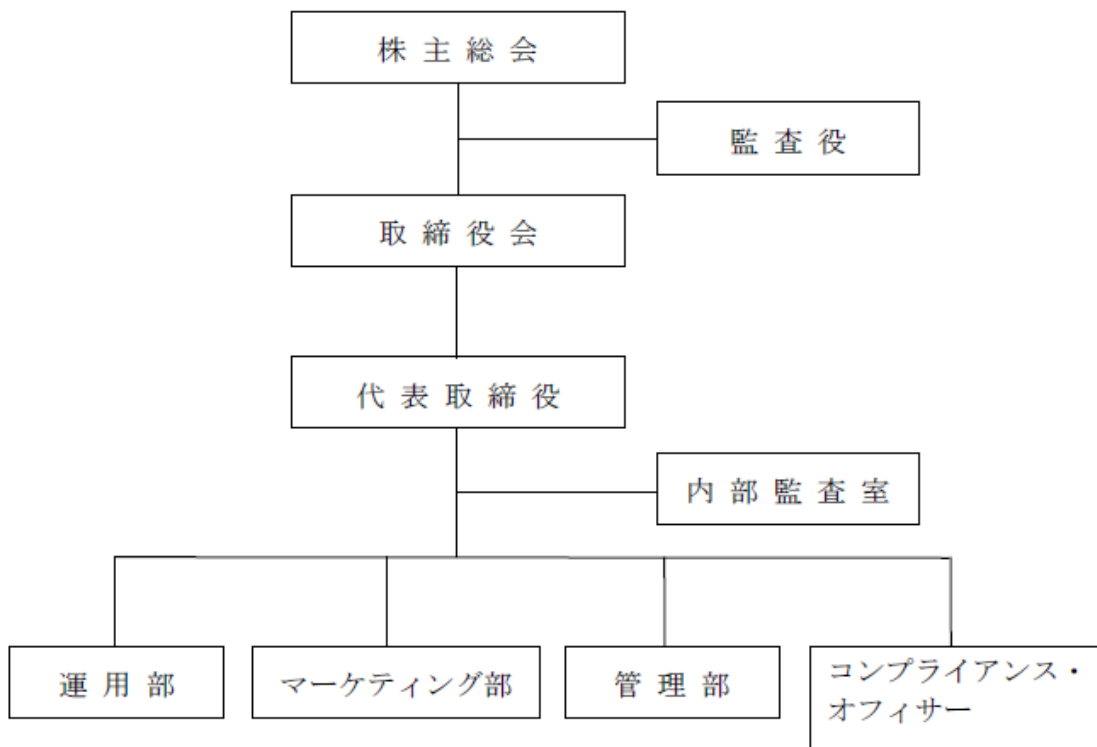 株主総会
監査役
取締役会
代表取締役
内部監査室
運用部
マーケティング部
管理部
コンプライアンス・
オフィサー